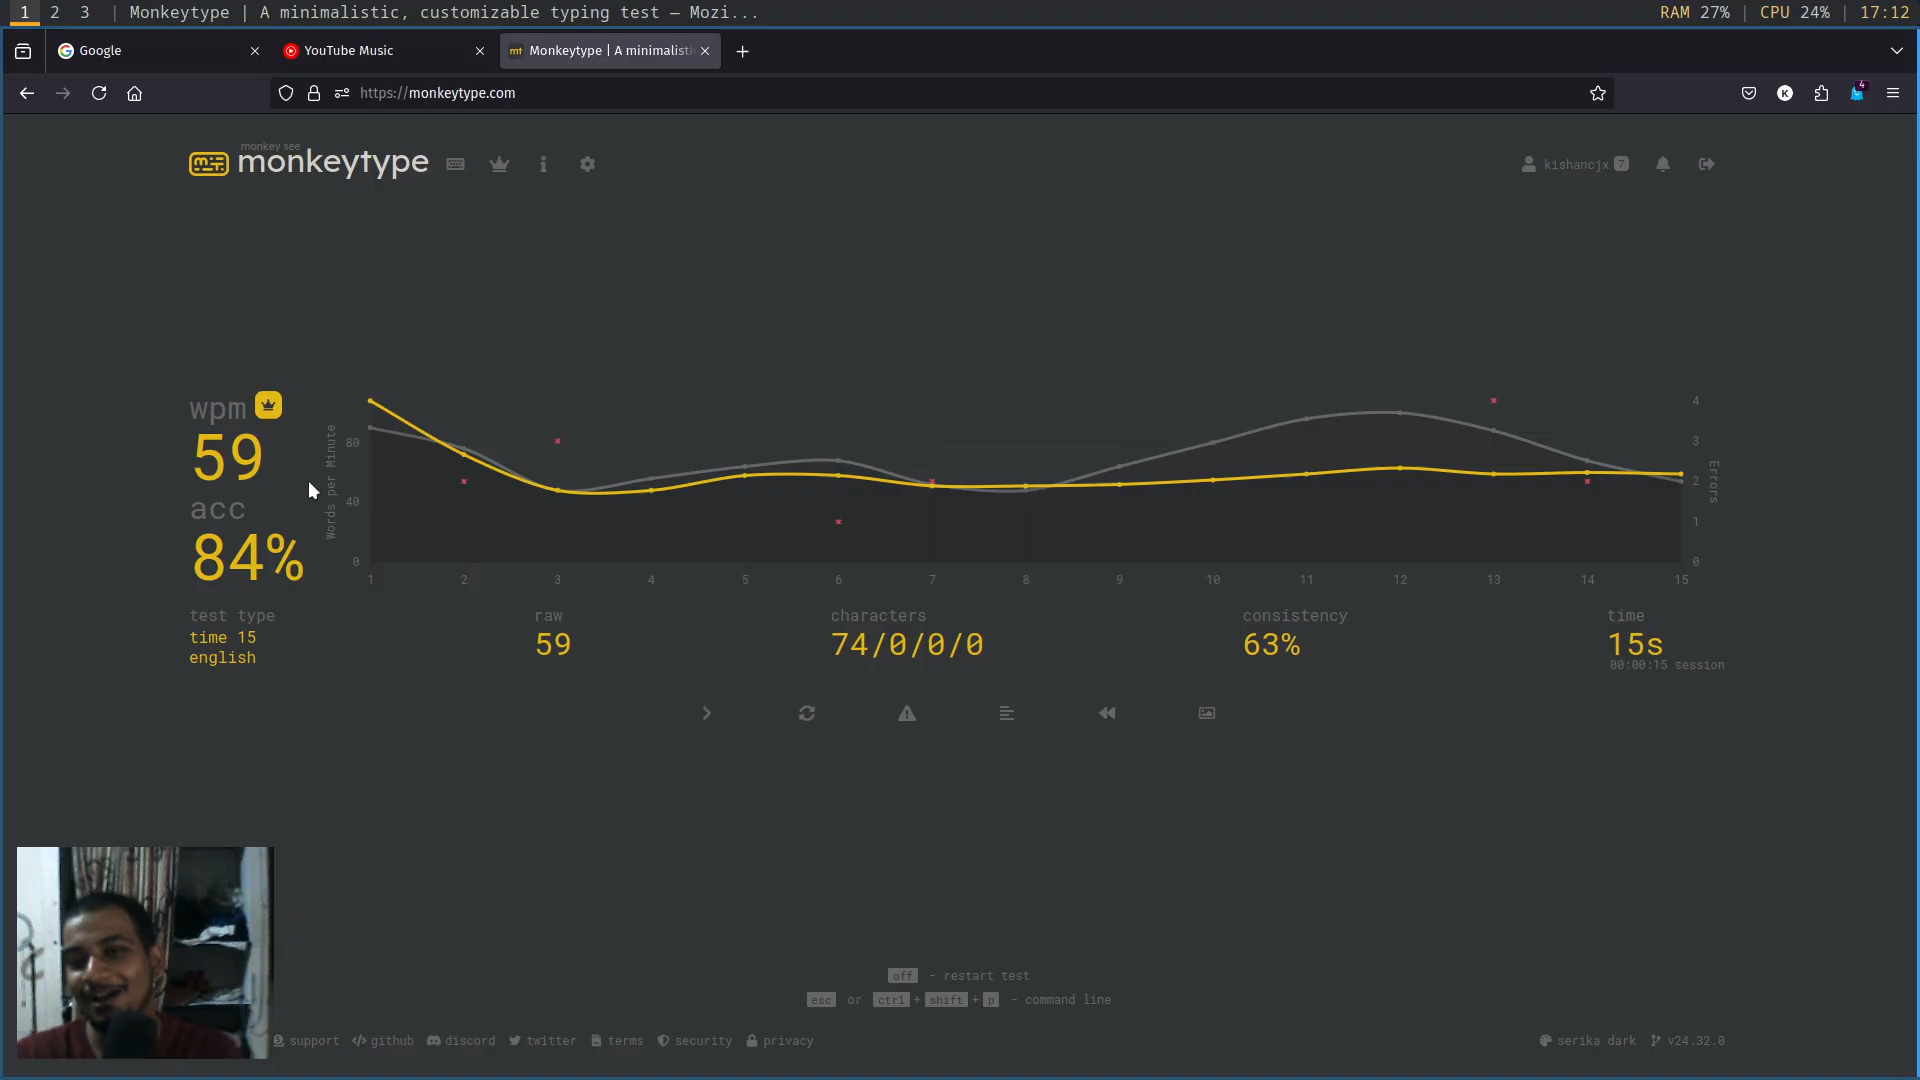 1 2 3 | Monkeytype | A minimalistic, customizable typing test — Mozi...
RAM 27% | CPU 24% | 17:12
Google
YouTube Music
Monkeytype | A minimalisti
https://monkeytype.com
K
4
monkey see
monkeytype
kishancjx 7
wpm
59
acc
84%
Words per Minute
80
40
0
1 2 3 4 5 6 7 8 9 10 11 12 13 14 15
4
3
2
1
0
Errors
test type
time 15
english
raw
59
characters
74/0/0/0
consistency
63%
time
15s
00:00:15 session
off - restart test
esc or ctrl + shift + p - command line
support github discord twitter terms security privacy
serika dark v24.32.0